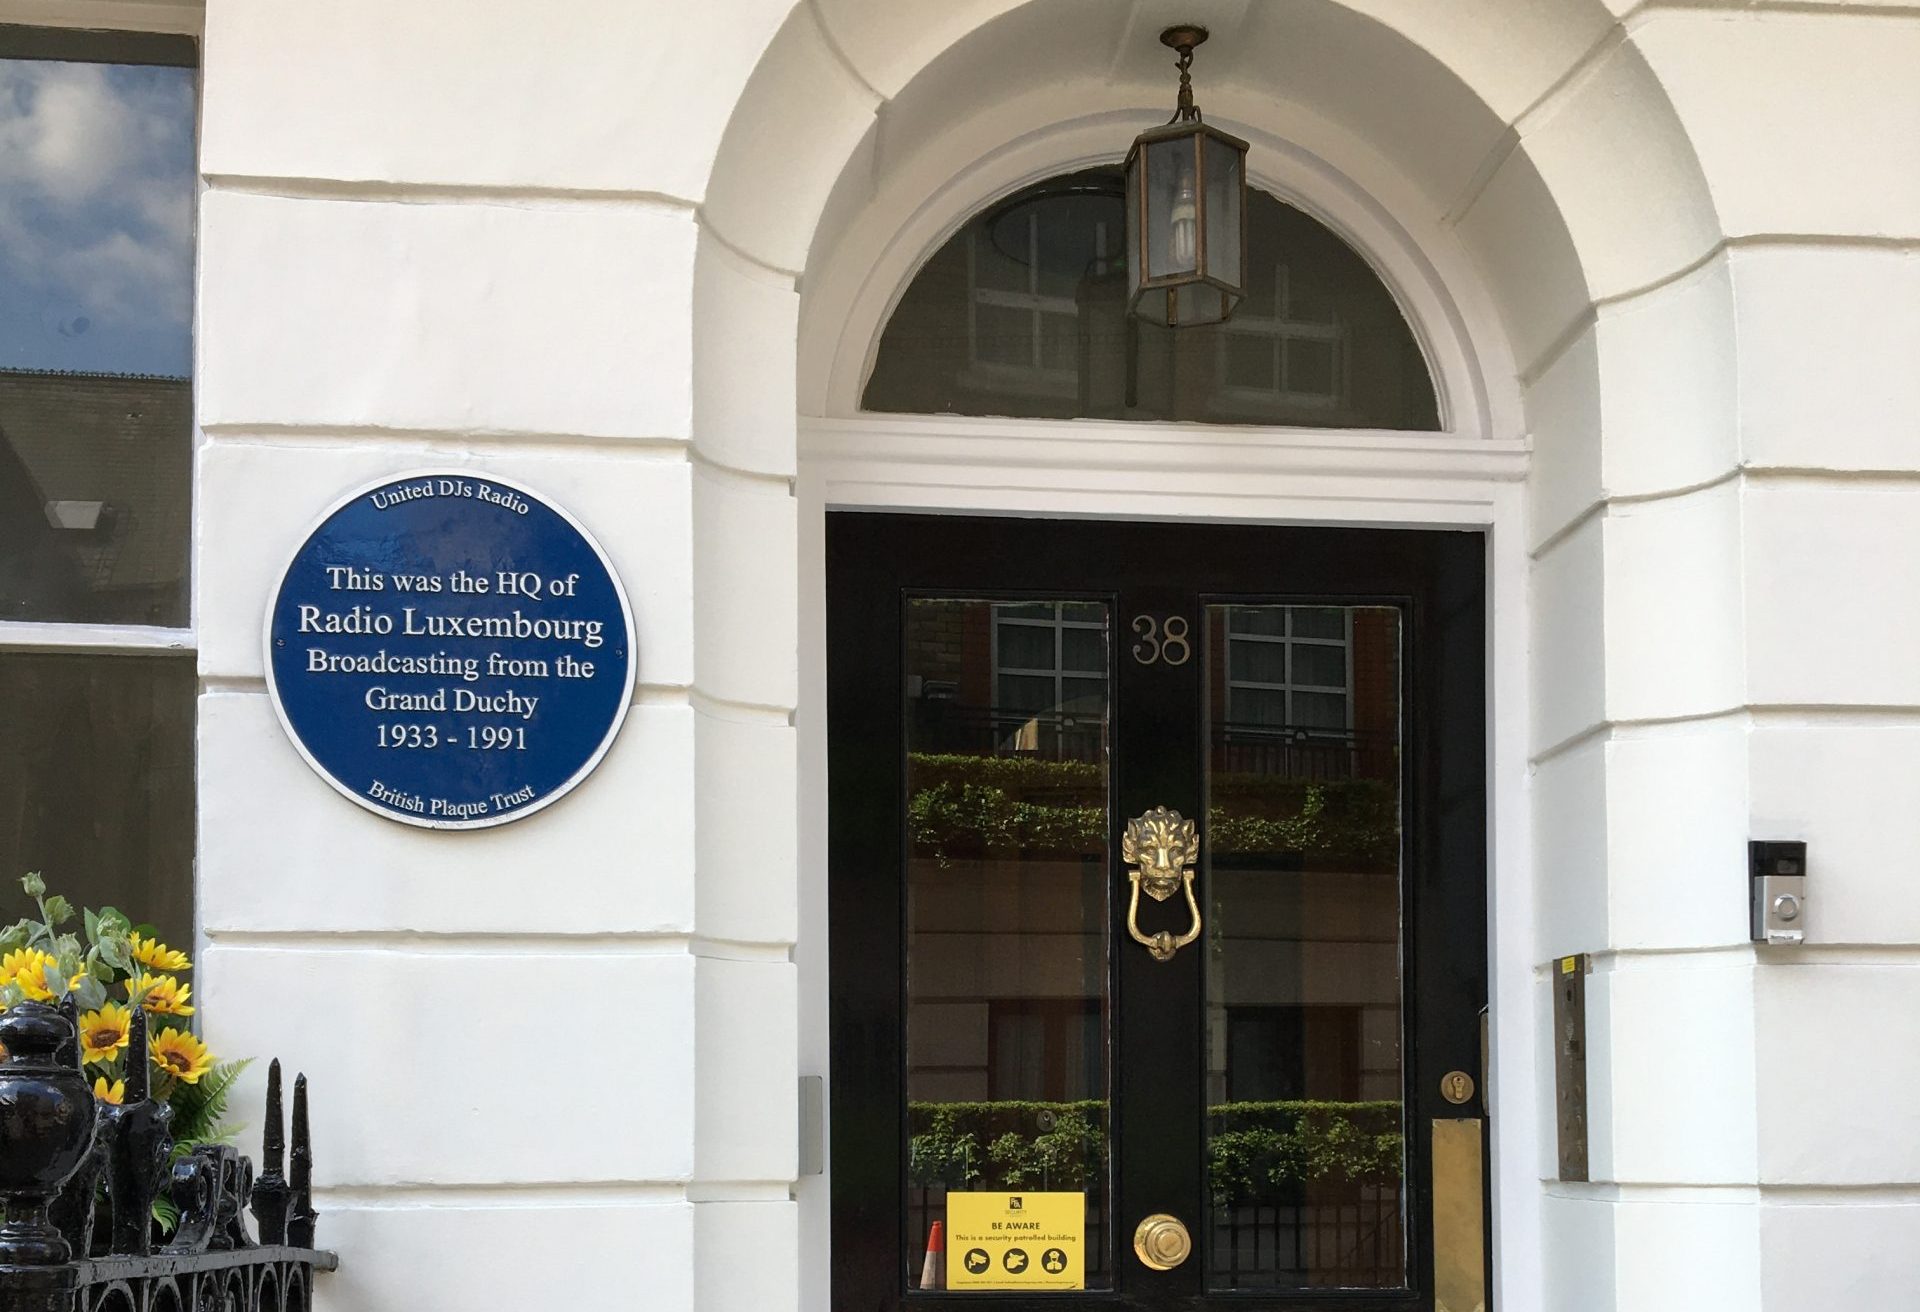 United DJs Radio
This was the HQ of
Radio Luxembourg
Broadcasting from the
Grand Duchy
1933 - 1991
British Plaque Trust
38
SECURITY
BE AWARE
This is a security patrolled building